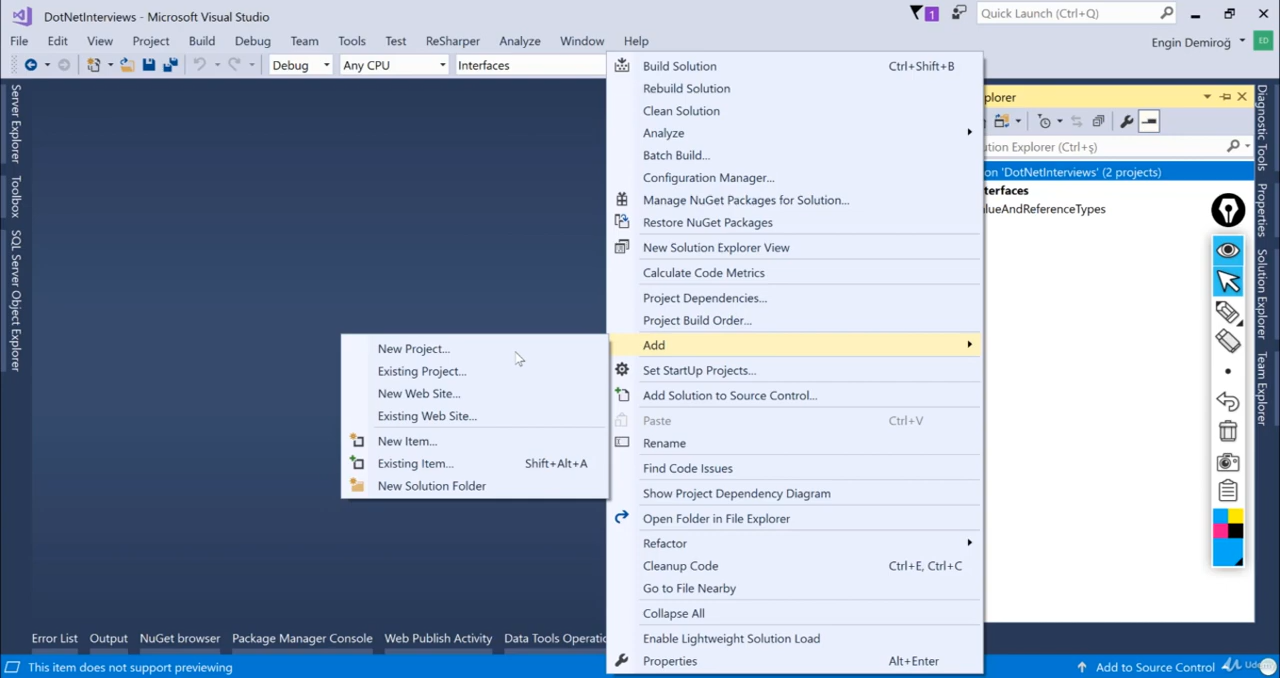 DotNetInterviews - Microsoft Visual Studio
1
Quick Launch (Ctrl+Q)
File Edit View Project Build Debug Team Tools Test ReSharper Analyze Window Help
Engin Demiroğ ED
Debug Any CPU Interfaces
Server Explorer
Toolbox
SQL Server Object Explorer
New Project...
Existing Project...
New Web Site...
Existing Web Site...
New Item...
Existing Item... Shift+Alt+A
New Solution Folder
Build Solution Ctrl+Shift+B
Rebuild Solution
Clean Solution
Analyze
Batch Build...
Configuration Manager...
Manage NuGet Packages for Solution...
Restore NuGet Packages
New Solution Explorer View
Calculate Code Metrics
Project Dependencies...
Project Build Order...
Add
Set StartUp Projects...
Add Solution to Source Control...
Paste Ctrl+V
Rename
Find Code Issues
Show Project Dependency Diagram
Open Folder in File Explorer
Refactor
Cleanup Code Ctrl+E, Ctrl+C
Go to File Nearby
Collapse All
Enable Lightweight Solution Load
Properties Alt+Enter
plorer
ution Explorer (Ctrl+ş)
on 'DotNetInterviews' (2 projects)
terfaces
alueAndReferenceTypes
Diagnostic Tools
Properties
Solution Explorer
Team Explorer
Error List Output NuGet browser Package Manager Console Web Publish Activity Data Tools Operatio
This item does not support previewing
Add to Source Control
Udemy